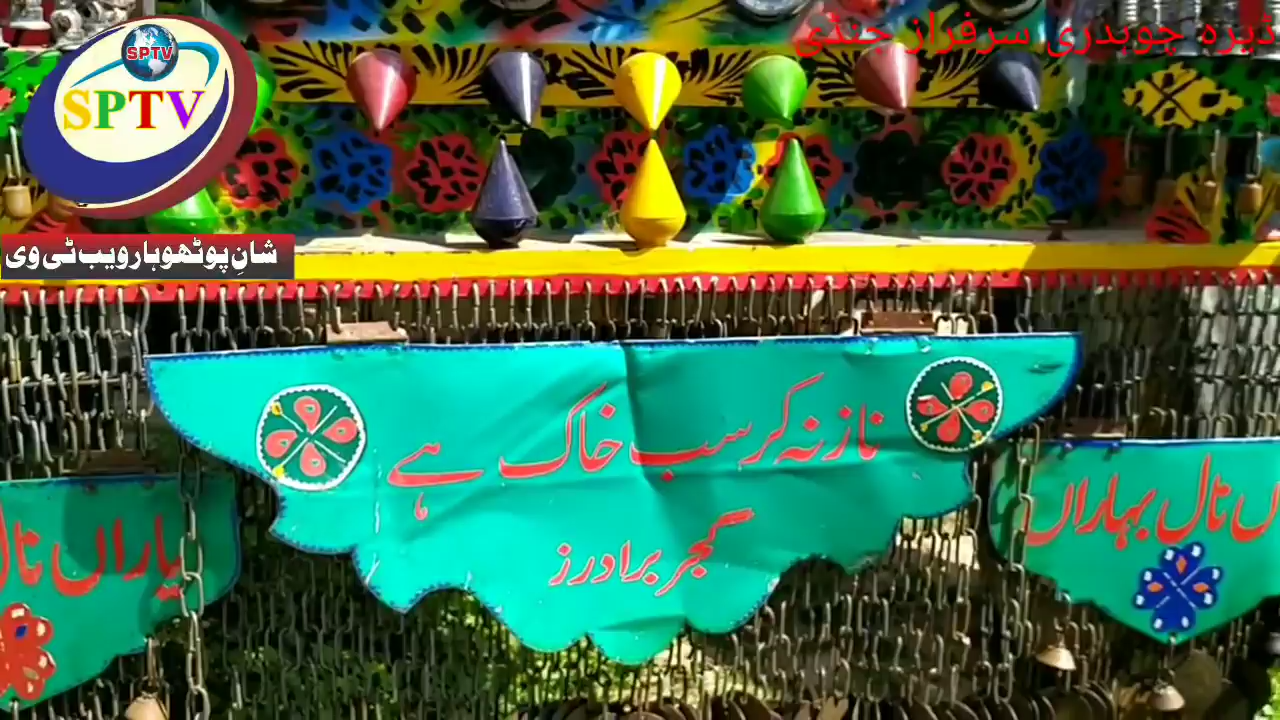 ڈیرہ چوہدری سرفراز جنڈی
SPTV
SPTV
شانِ پوٹھوہار ویب ٹی وی
ناز نہ کر سب خاک ہے
گجر برادرز
ں نال بہاراں
یاراں نال